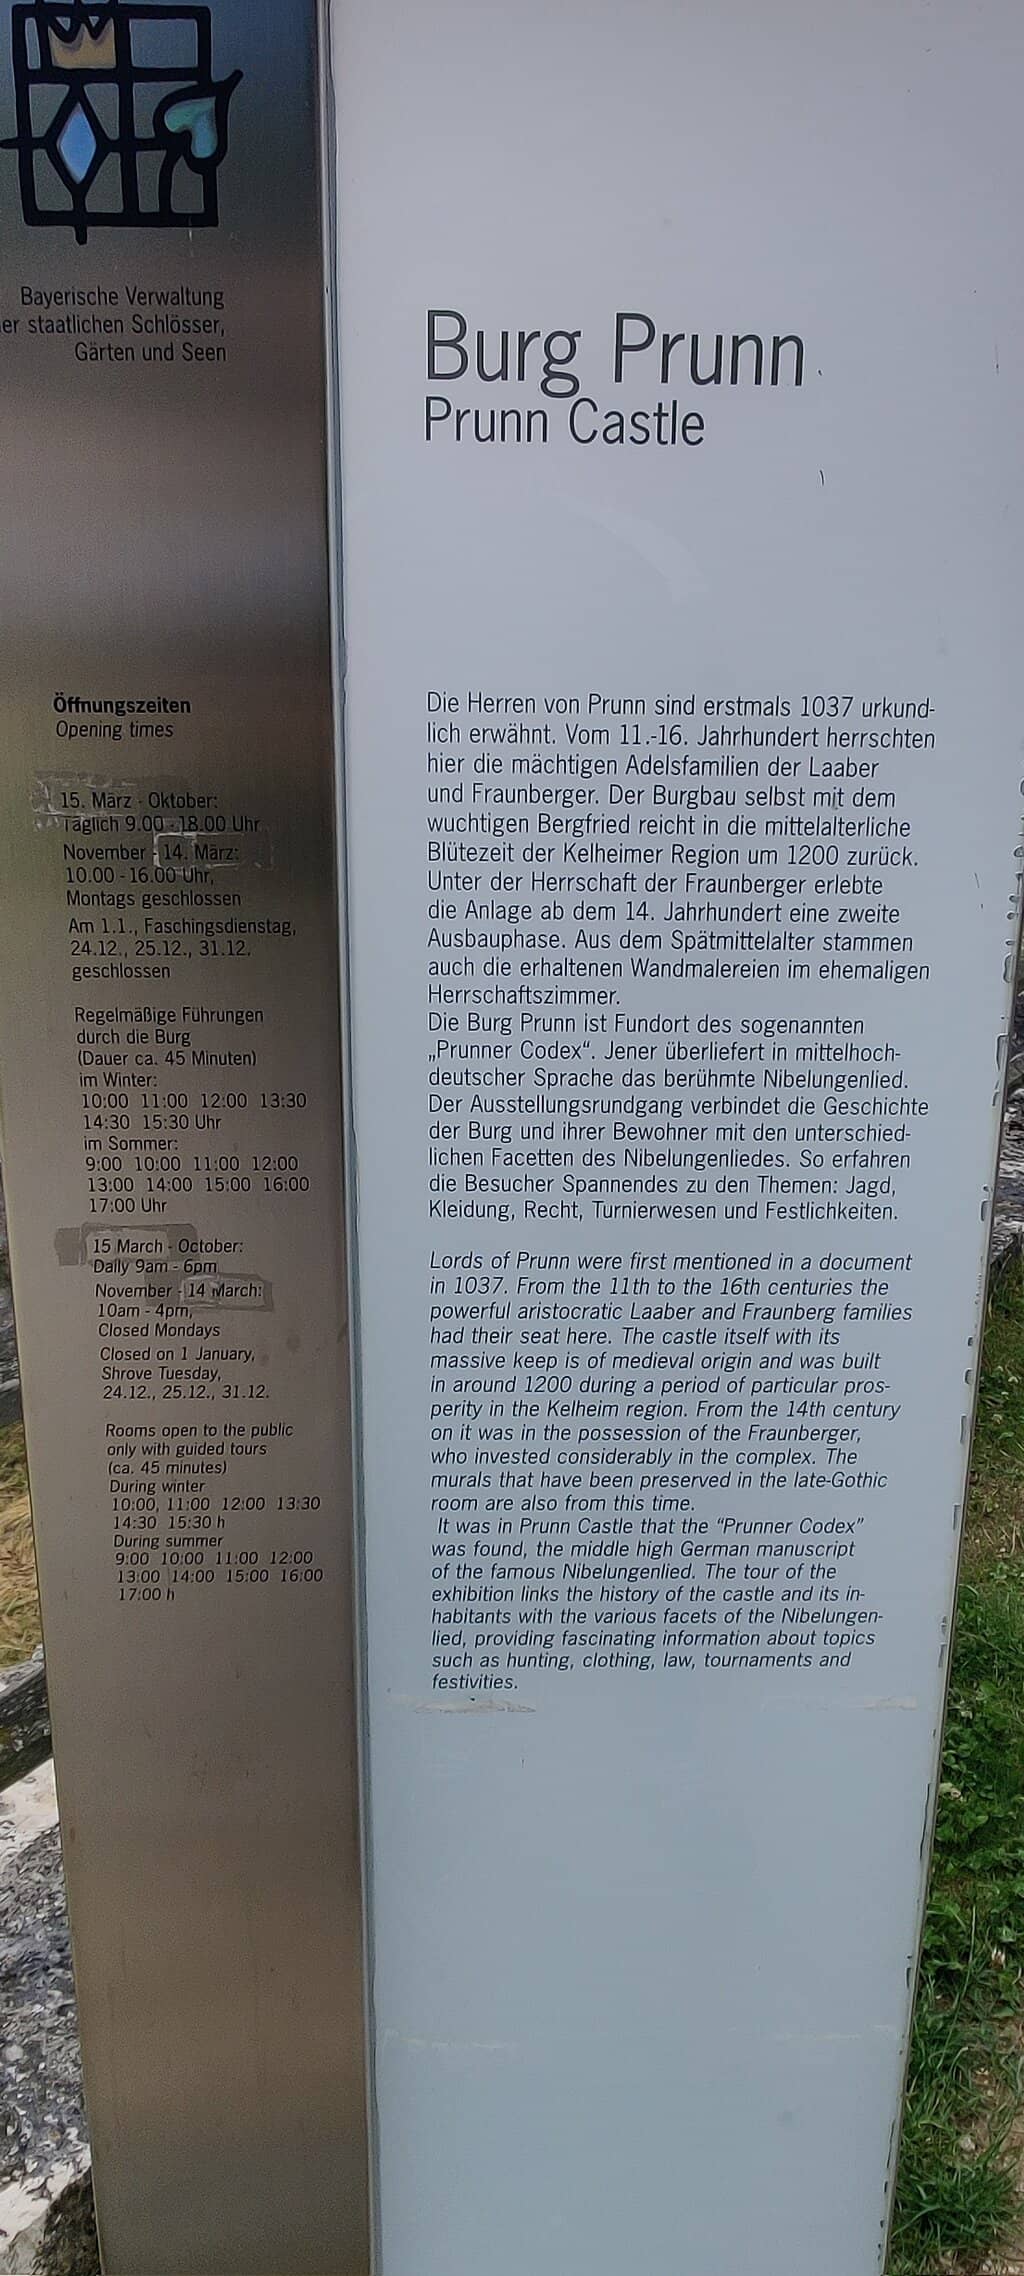 Bayerische Verwaltung
er staatlichen Schlösser,
Gärten und Seen
Burg Prunn
Prunn Castle
Öffnungszeiten
Opening times
15. März - Oktober:
Täglich 9.00 - 18.00 Uhr
November - 14. März:
10.00 - 16.00 Uhr,
Montags geschlossen
Am 1.1., Faschingsdienstag,
24.12., 25.12., 31.12.
geschlossen
Regelmäßige Führungen
durch die Burg
(Dauer ca. 45 Minuten)
im Winter:
10:00 11:00 12:00 13:30
14:30 15:30 Uhr
im Sommer:
9:00 10:00 11:00 12:00
13:00 14:00 15:00 16:00
17:00 Uhr
15 March - October:
Daily 9am - 6pm
November - 14 March:
10am - 4pm,
Closed Mondays
Closed on 1 January,
Shrove Tuesday,
24.12., 25.12., 31.12.
Rooms open to the public
only with guided tours
(ca. 45 minutes)
During winter
10:00, 11:00 12:00 13:30
14:30 15:30 h
During summer
9:00 10:00 11:00 12:00
13:00 14:00 15:00 16:00
17:00 h
Die Herren von Prunn sind erstmals 1037 urkund-
lich erwähnt. Vom 11.-16. Jahrhundert herrschten
hier die mächtigen Adelsfamilien der Laaber
und Fraunberger. Der Burgbau selbst mit dem
wuchtigen Bergfried reicht in die mittelalterliche
Blütezeit der Kelheimer Region um 1200 zurück.
Unter der Herrschaft der Fraunberger erlebte
die Anlage ab dem 14. Jahrhundert eine zweite
Ausbauphase. Aus dem Spätmittelalter stammen
auch die erhaltenen Wandmalereien im ehemaligen
Herrschaftszimmer.
Die Burg Prunn ist Fundort des sogenannten
„Prunner Codex“. Jener überliefert in mittelhoch-
deutscher Sprache das berühmte Nibelungenlied.
Der Ausstellungsrundgang verbindet die Geschichte
der Burg und ihrer Bewohner mit den unterschied-
lichen Facetten des Nibelungenliedes. So erfahren
die Besucher Spannendes zu den Themen: Jagd,
Kleidung, Recht, Turnierwesen und Festlichkeiten.
Lords of Prunn were first mentioned in a document
in 1037. From the 11th to the 16th centuries the
powerful aristocratic Laaber and Fraunberg families
had their seat here. The castle itself with its
massive keep is of medieval origin and was built
in around 1200 during a period of particular pros-
perity in the Kelheim region. From the 14th century
on it was in the possession of the Fraunberger,
who invested considerably in the complex. The
murals that have been preserved in the late-Gothic
room are also from this time.
It was in Prunn Castle that the “Prunner Codex”
was found, the middle high German manuscript
of the famous Nibelungenlied. The tour of the
exhibition links the history of the castle and its in-
habitants with the various facets of the Nibelungen-
lied, providing fascinating information about topics
such as hunting, clothing, law, tournaments and
festivities.